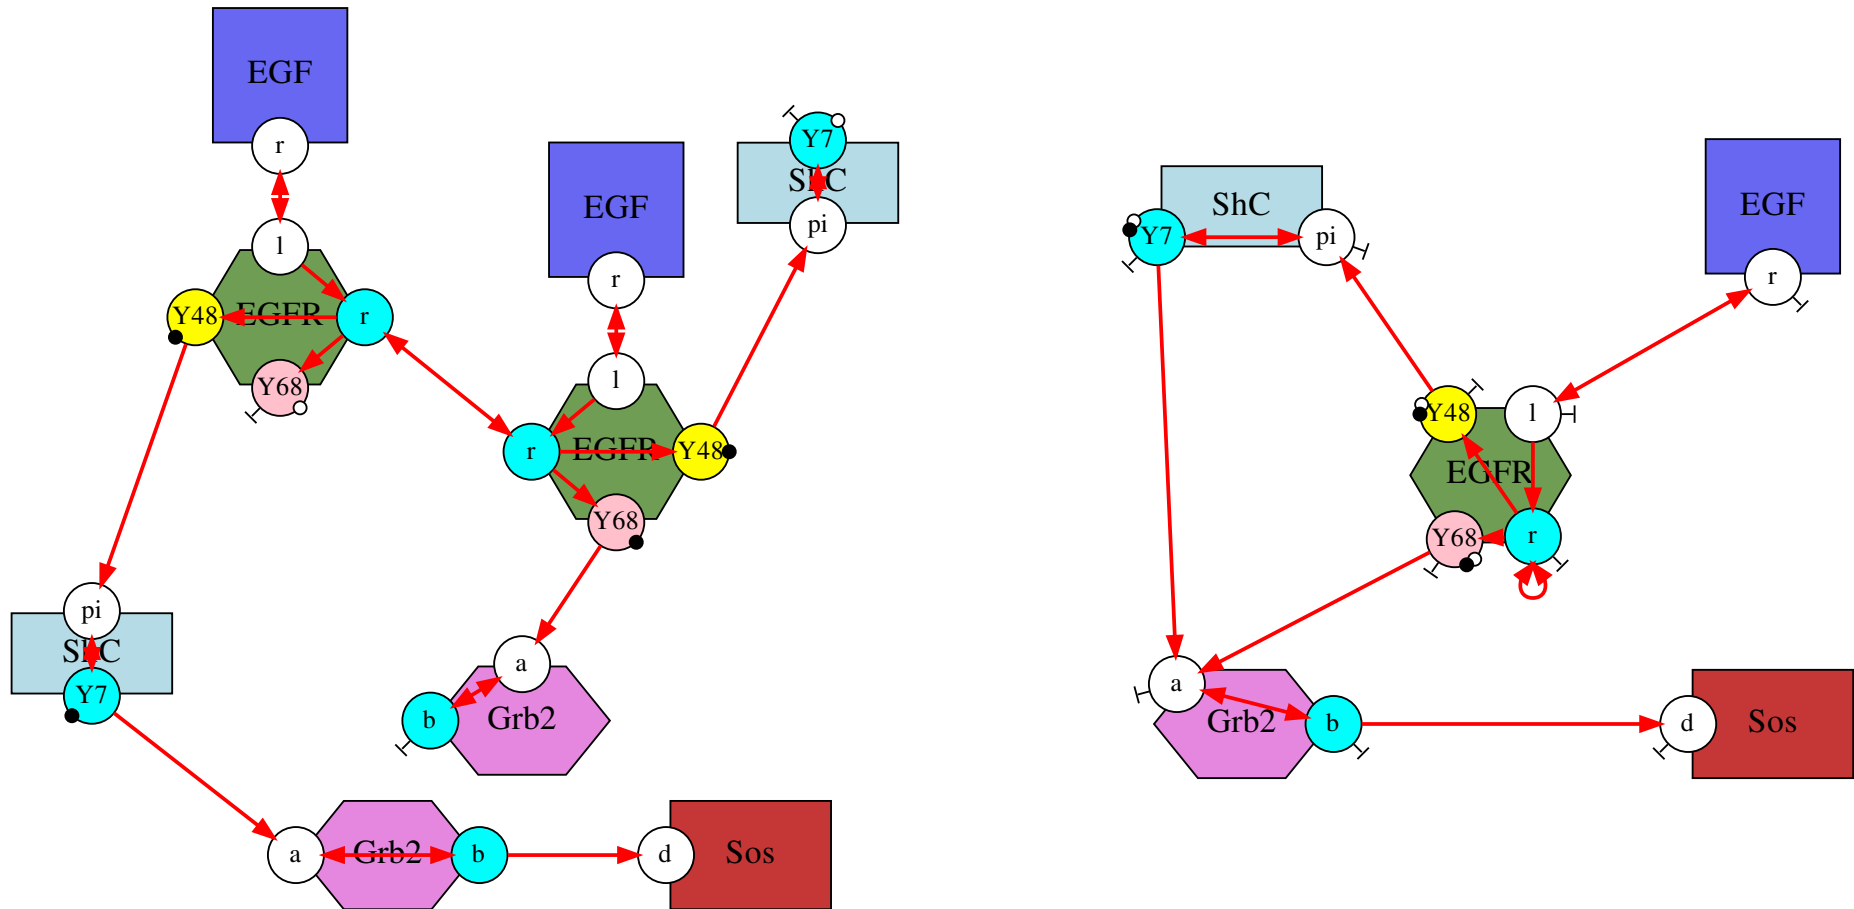 EGF
r
l
Y48
EGFR
r
Y68
EGF
r
l
r
EGFR
Y48
Y68
Y7
ShC
pi
pi
ShC
Y7
a
b
Grb2
a
Grb2
b
d
Sos
ShC
Y7
pi
EGF
r
Y48
l
EGFR
Y68
r
a
Grb2
b
d
Sos